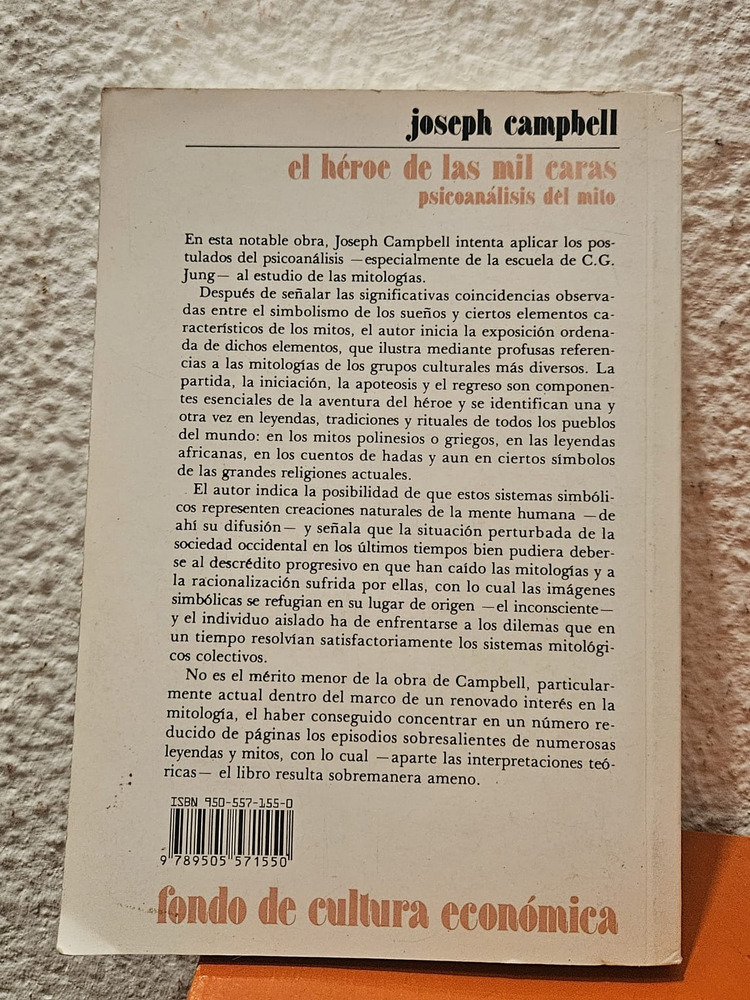 joseph campbell
el héroe de las mil caras
psicoanálisis del mito
En esta notable obra, Joseph Campbell intenta aplicar los pos-
tulados del psicoanálisis —especialmente de la escuela de C.G.
Jung— al estudio de las mitologías.
Después de señalar las significativas coincidencias observa-
das entre el simbolismo de los sueños y ciertos elementos ca-
racterísticos de los mitos, el autor inicia la exposición ordena-
da de dichos elementos, que ilustra mediante profusas referen-
cias a las mitologías de los grupos culturales más diversos. La
partida, la iniciación, la apoteosis y el regreso son componen-
tes esenciales de la aventura del héroe y se identifican una y
otra vez en leyendas, tradiciones y rituales de todos los pueblos
del mundo: en los mitos polinesios o griegos, en las leyendas
africanas, en los cuentos de hadas y aun en ciertos símbolos
de las grandes religiones actuales.
El autor indica la posibilidad de que estos sistemas simbóli-
cos representen creaciones naturales de la mente humana —de
ahí su difusión— y señala que la situación perturbada de la
sociedad occidental en los últimos tiempos bien pudiera deber-
se al descrédito progresivo en que han caído las mitologías y a
la racionalización sufrida por ellas, con lo cual las imágenes
simbólicas se refugian en su lugar de origen —el inconsciente—
y el individuo aislado ha de enfrentarse a los dilemas que en
un tiempo resolvían satisfactoriamente los sistemas mitológi-
cos colectivos.
No es el mérito menor de la obra de Campbell, particular-
mente actual dentro del marco de un renovado interés en la
mitología, el haber conseguido concentrar en un número re-
ducido de páginas los episodios sobresalientes de numerosas
leyendas y mitos, con lo cual —aparte las interpretaciones teó-
ricas— el libro resulta sobremanera ameno.
ISBN 950-557-155-0
9 789505 571550
fondo de cultura económica